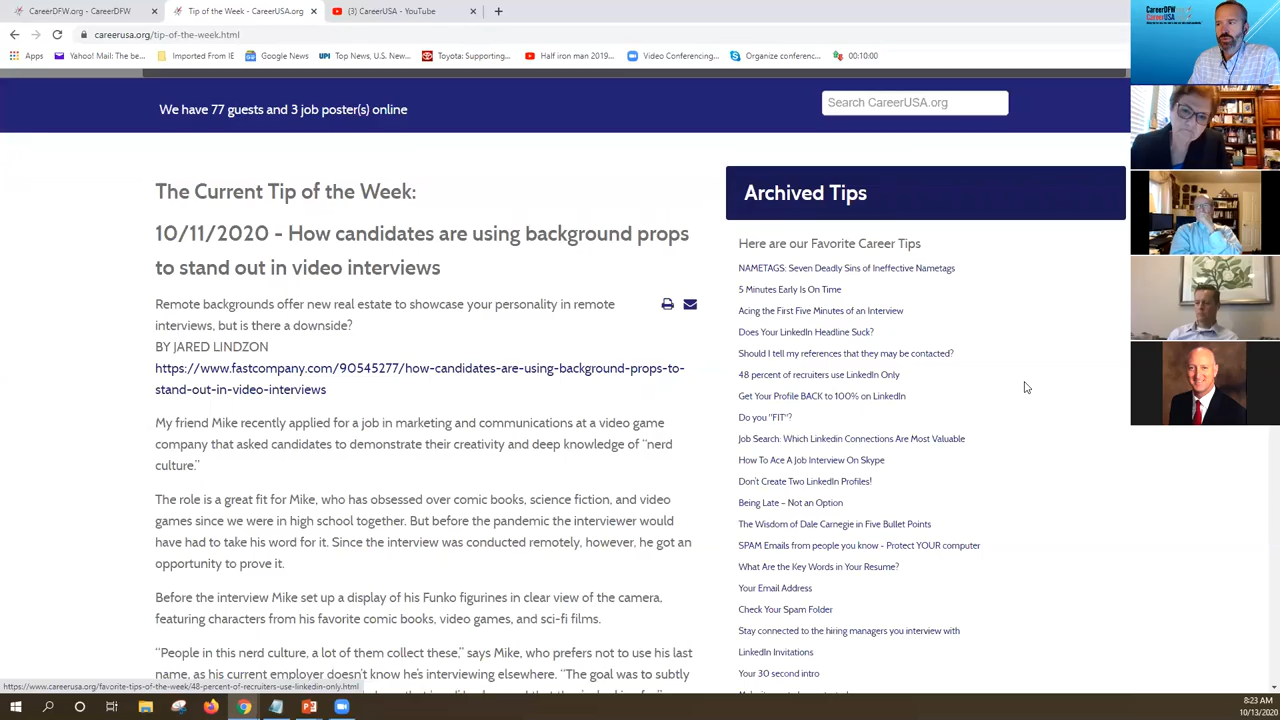 CareerDFW.org - CareerDFW
Tip of the Week - CareerUSA.org
(3) CareerUSA - YouTube
careerusa.org/tip-of-the-week.html
Apps
Yahoo! Mail: The be...
Imported From IE
Google News
Top News, U.S. New...
Toyota: Supporting...
Half iron man 2019...
Video Conferencing...
Organize conferenc...
00:10:00
We have 77 guests and 3 job poster(s) online
Search CareerUSA.org
The Current Tip of the Week:
10/11/2020 - How candidates are using background props
to stand out in video interviews
Remote backgrounds offer new real estate to showcase your personality in remote
interviews, but is there a downside?
BY JARED LINDZON
https://www.fastcompany.com/90545277/how-candidates-are-using-background-props-to-
stand-out-in-video-interviews
My friend Mike recently applied for a job in marketing and communications at a video game
company that asked candidates to demonstrate their creativity and deep knowledge of “nerd
culture.”
The role is a great fit for Mike, who has obsessed over comic books, science fiction, and video
games since we were in high school together. But before the pandemic the interviewer would
have had to take his word for it. Since the interview was conducted remotely, however, he got an
opportunity to prove it.
Before the interview Mike set up a display of his Funko figurines in clear view of the camera,
featuring characters from his favorite comic books, video games, and sci-fi films.
“People in this nerd culture, a lot of them collect these,” says Mike, who prefers not to use his last
name, as his current employer doesn’t know he’s interviewing elsewhere. “The goal was to subtly
Archived Tips
Here are our Favorite Career Tips
NAMETAGS: Seven Deadly Sins of Ineffective Nametags
5 Minutes Early Is On Time
Acing the First Five Minutes of an Interview
Does Your LinkedIn Headline Suck?
Should I tell my references that they may be contacted?
48 percent of recruiters use LinkedIn Only
Get Your Profile BACK to 100% on LinkedIn
Do you "FIT"?
Job Search: Which Linkedin Connections Are Most Valuable
How To Ace A Job Interview On Skype
Don't Create Two LinkedIn Profiles!
Being Late – Not an Option
The Wisdom of Dale Carnegie in Five Bullet Points
SPAM Emails from people you know - Protect YOUR computer
What Are the Key Words in Your Resume?
Your Email Address
Check Your Spam Folder
Stay connected to the hiring managers you interview with
LinkedIn Invitations
Your 30 second intro
https://www.careerusa.org/favorite-tips-of-the-week/48-percent-of-recruiters-use-linkedin-only.html
CareerDFW
CareerUSA
8:23 AM
10/13/2020